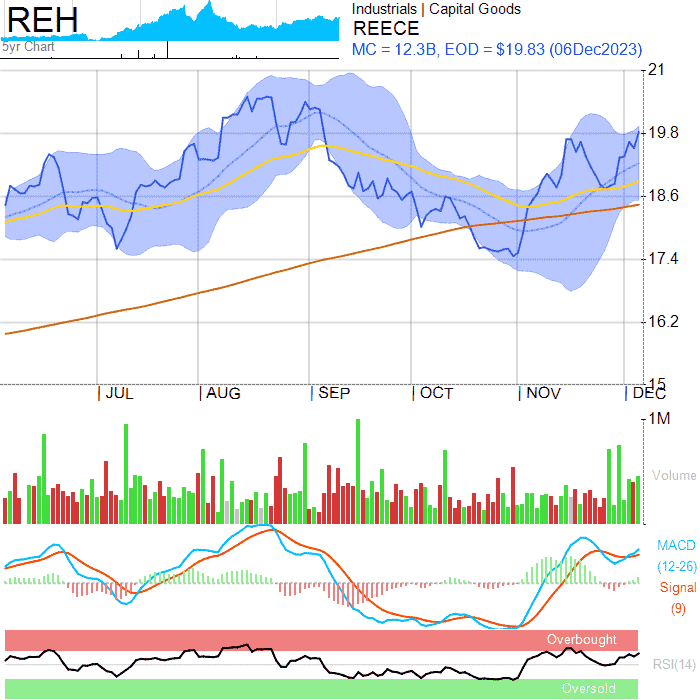 REH
5yr Chart
Industrials | Capital Goods
REECE
MC = 12.3B, EOD = $19.83 (06Dec2023)
21
19.8
18.6
17.4
16.2
15
JUL AUG SEP OCT NOV DEC
1M
Volume
MACD
(12-26)
Signal
(9)
Overbought
RSI(14)
Oversold